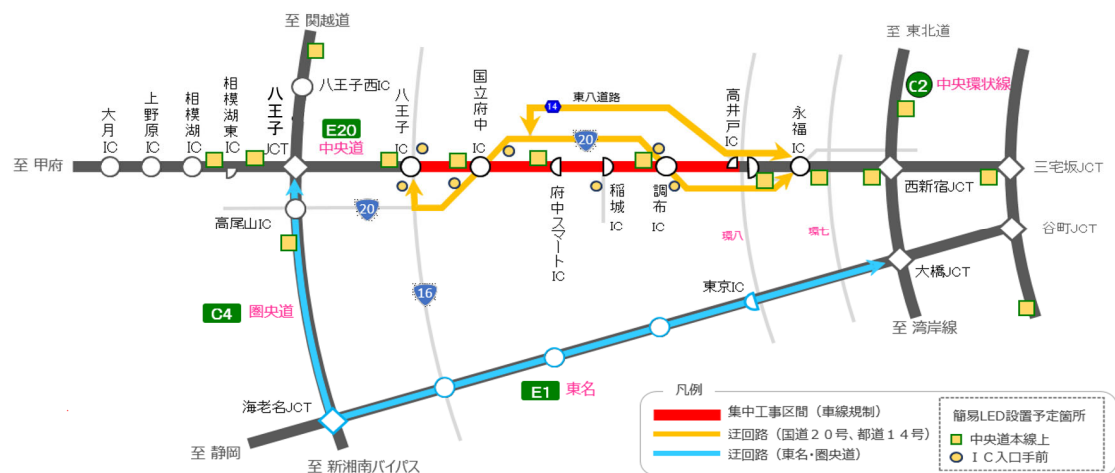 至 関越道
至 東北道
八王子西IC
八王子JCT
相模湖東IC
相模湖IC
上野原IC
大月IC
E20
中央道
八王子IC
国立府中IC
東八道路
14
20
高井戸IC
永福IC
C2
中央環状線
至 甲府
三宅坂JCT
西新宿JCT
高尾山IC
20
府中スマートIC
稲城IC
調布IC
環八
環七
谷町JCT
大橋JCT
東京IC
16
C4
圏央道
至 湾岸線
E1
東名
海老名JCT
至 静岡
至 新湘南バイパス
凡例
集中工事区間（車線規制）
迂回路（国道２０号、都道１４号）
迂回路（東名・圏央道）
簡易LED設置予定箇所
中央道本線上
ＩＣ入口手前